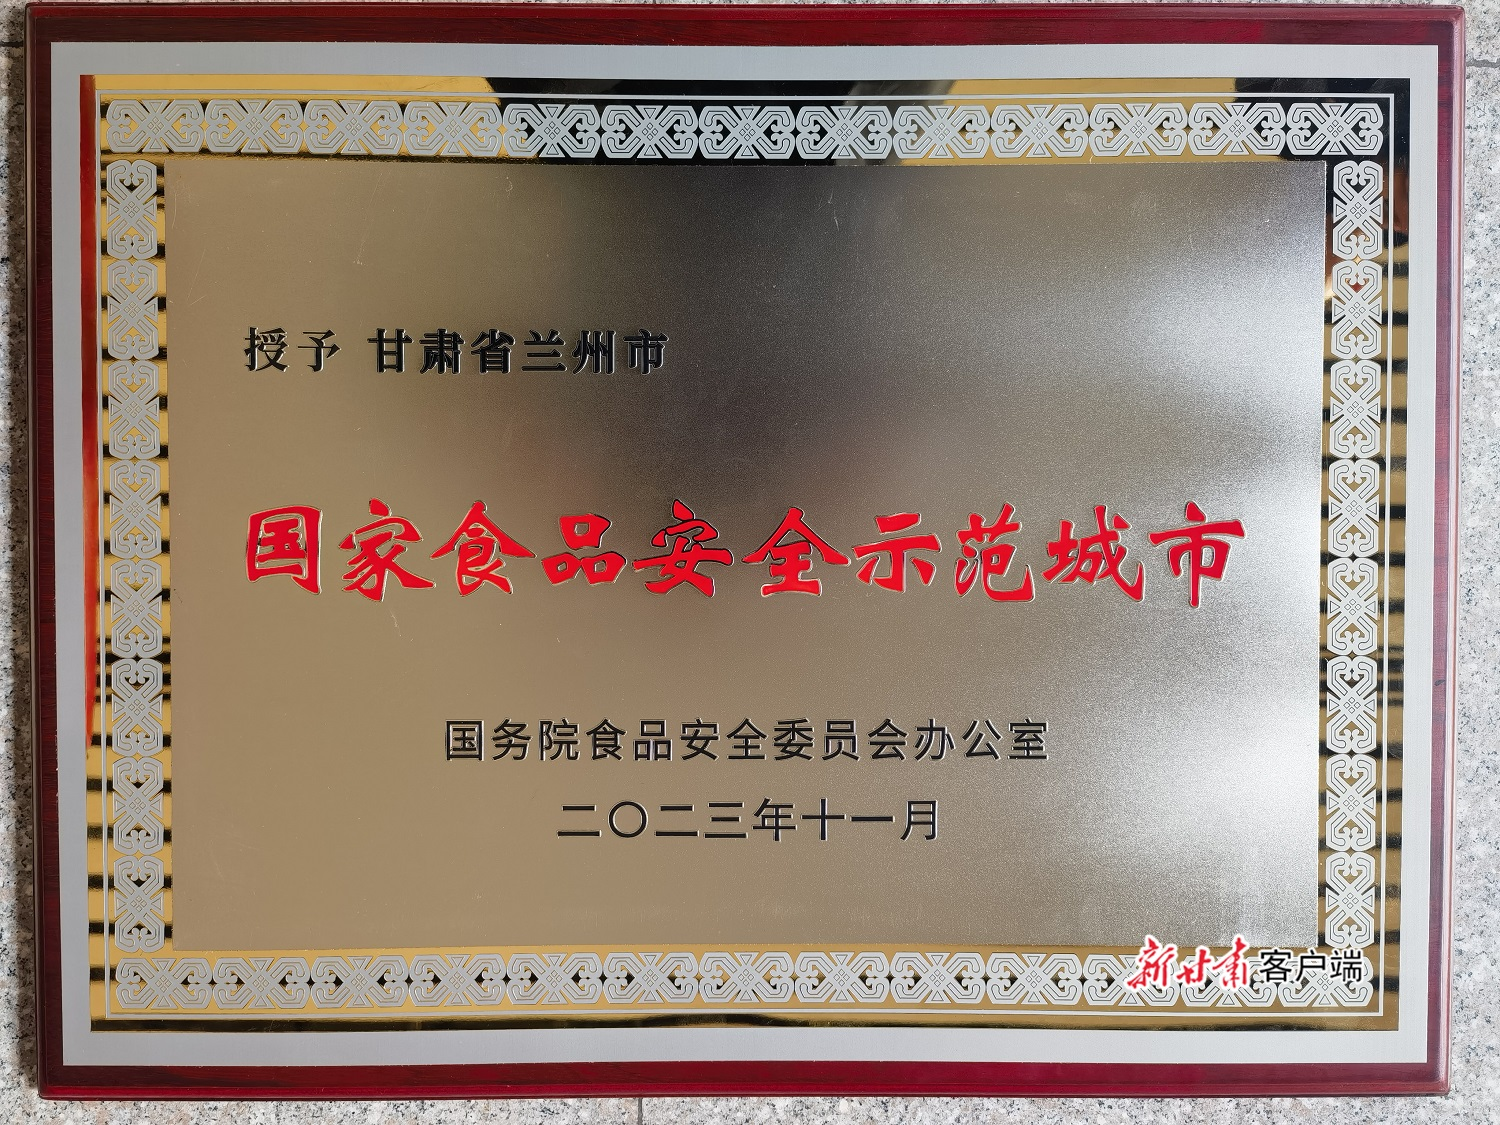 授予 甘肃省兰州市
国家食品安全示范城市
国务院食品安全委员会办公室
二〇二三年十一月
新甘肃客户端